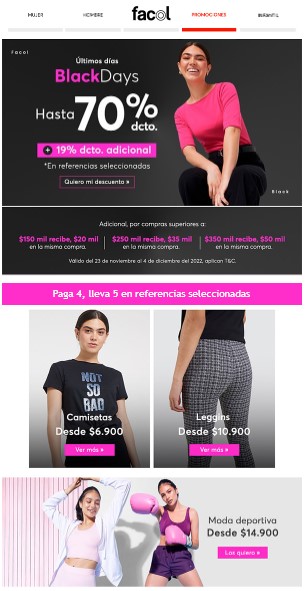 MUJER HOMBRE facol PROMOCIONES INFANTIL
Facol
Últimos días
BlackDays
Hasta 70% dcto.
+ 19% dcto. adicional
*En referencias seleccionadas
Quiero mi descuento »
Black
Adicional, por compras superiores a:
$150 mil recibe, $20 mil
en la misma compra.
$250 mil recibe, $35 mil
en la misma compra.
$350 mil recibe, $50 mil
en la misma compra.
Válido del 23 de noviembre al 4 de diciembre del 2022, aplican T&C.
Paga 4, lleva 5 en referencias seleccionadas
NOT
SO
BAD
Camisetas
Desde $6.900
Ver más »
Leggins
Desde $10.900
Ver más »
Moda deportiva
Desde $14.900
Los quiero »